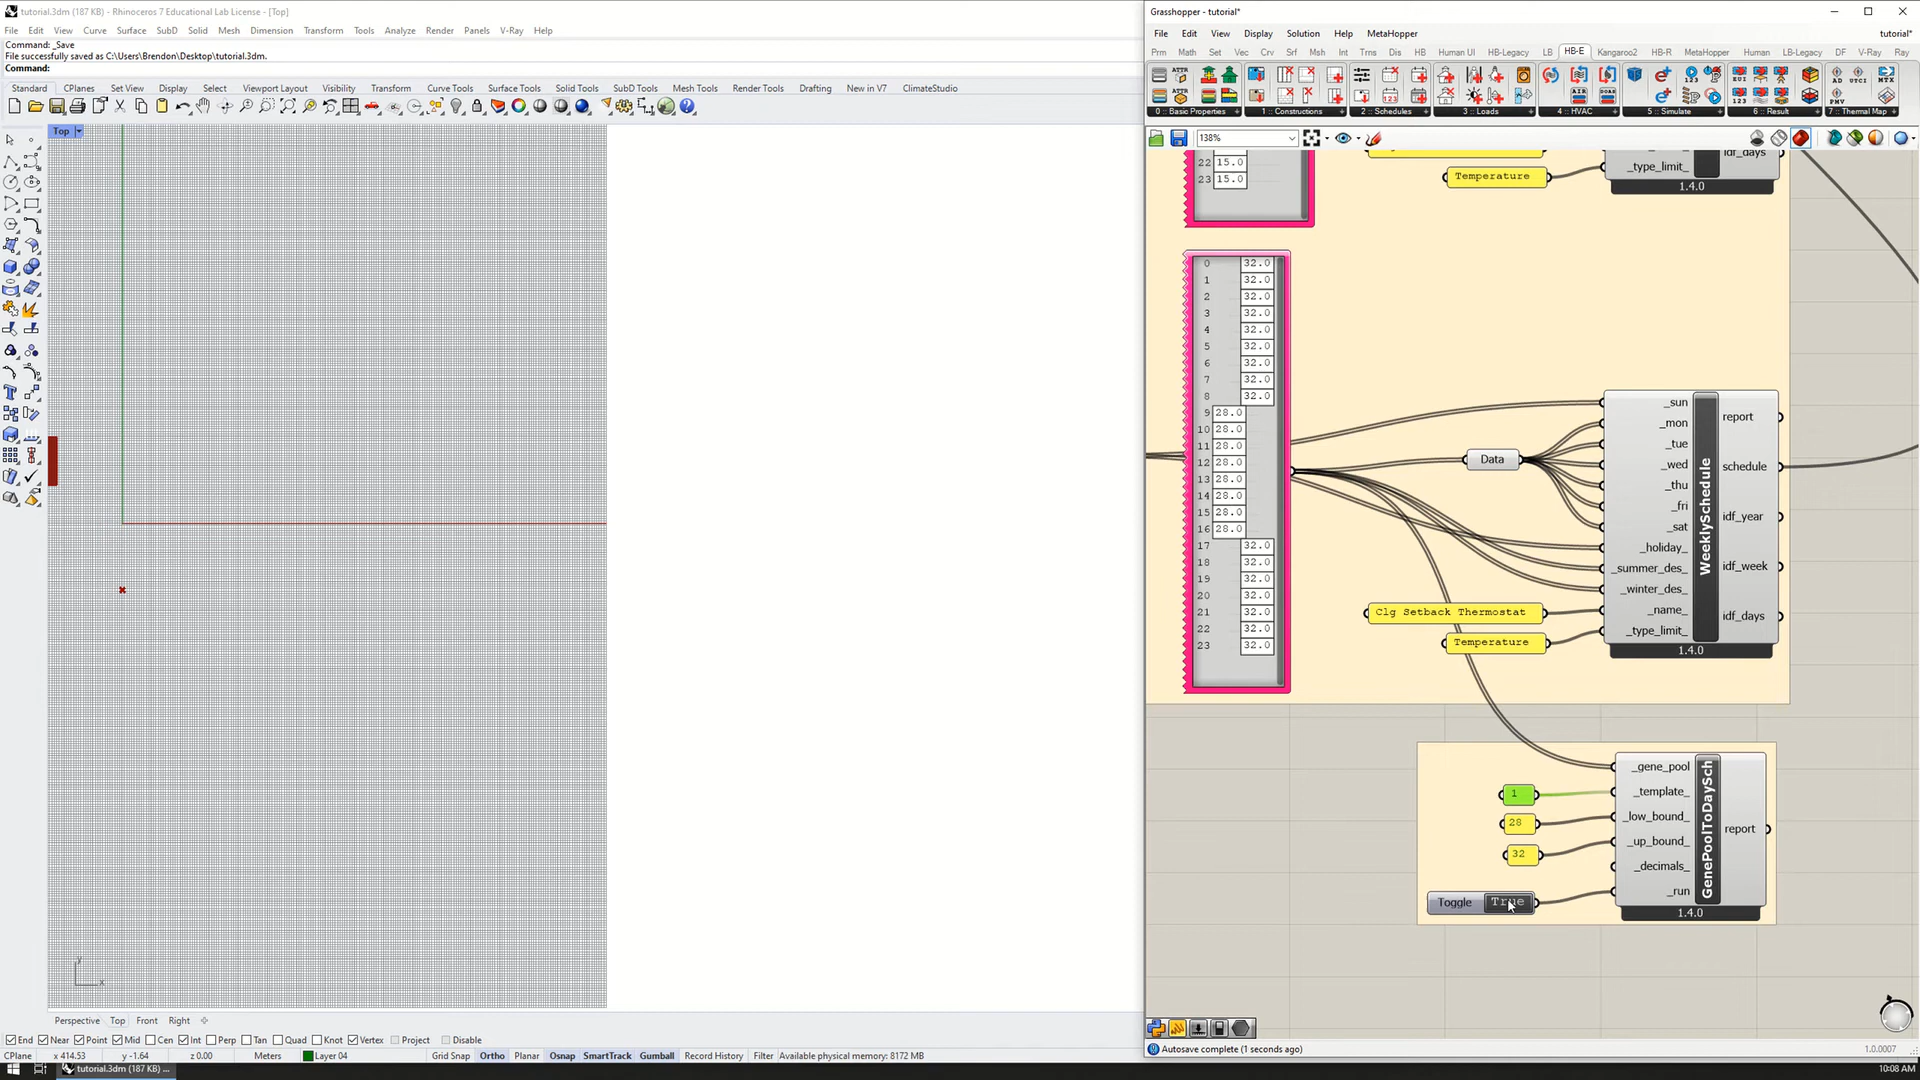 tutorial.3dm (187 KB) - Rhinoceros 7 Educational Lab License - [Top]
File Edit View Curve Surface SubD Solid Mesh Dimension Transform Tools Analyze Render Panels V-Ray Help
Command: _Save
File successfully saved as C:\Users\Brendon\Desktop\tutorial.3dm.
Command:
Standard CPlanes Set View Display Select Viewport Layout Visibility Transform Curve Tools Surface Tools Solid Tools SubD Tools Mesh Tools Render Tools Drafting New in V7 ClimateStudio
Top
y
x
Perspective Top Front Right
End Near Point Mid Cen Int Perp Tan Quad Knot Vertex Project Disable
CPlane x 414.53 y -1.64 z 0.00 Meters Layer 04 Grid Snap Ortho Planar Osnap SmartTrack Gumball Record History Filter Available physical memory: 8172 MB
tutorial.3dm (187 KB) ...
Grasshopper - tutorial*
File Edit View Display Solution Help MetaHopper tutorial*
Prm Math Set Vec Crv Srf Msh Int Trns Dis HB Human UI HB-Legacy LB HB-E Kangaroo2 HB-R MetaHopper Human LB-Legacy DF V-Ray Ray
0 :: Basic Properties 1 :: Constructions 2 :: Schedules 3 :: Loads 4 :: HVAC 5 :: Simulate 6 :: Result 7 :: Thermal Map
138%
22 15.0
23 15.0
Temperature
idf_days
_type_limit_
1.4.0
0 32.0
1 32.0
2 32.0
3 32.0
4 32.0
5 32.0
6 32.0
7 32.0
8 32.0
9 28.0
10 28.0
11 28.0
12 28.0
13 28.0
14 28.0
15 28.0
16 28.0
17 32.0
18 32.0
19 32.0
20 32.0
21 32.0
22 32.0
23 32.0
Data
Clg Setback Thermostat
Temperature
_sun
_mon
_tue
_wed
_thu
_fri
_sat
_holiday_
_summer_des_
_winter_des_
_name_
_type_limit_
WeeklySchedule
report
schedule
idf_year
idf_week
idf_days
1.4.0
1
28
32
Toggle True
_gene_pool
_template_
_low_bound_
_up_bound_
_decimals_
_run
GenePoolToDaySch
report
1.4.0
Autosave complete (1 seconds ago)
1.0.0007
10:08 AM